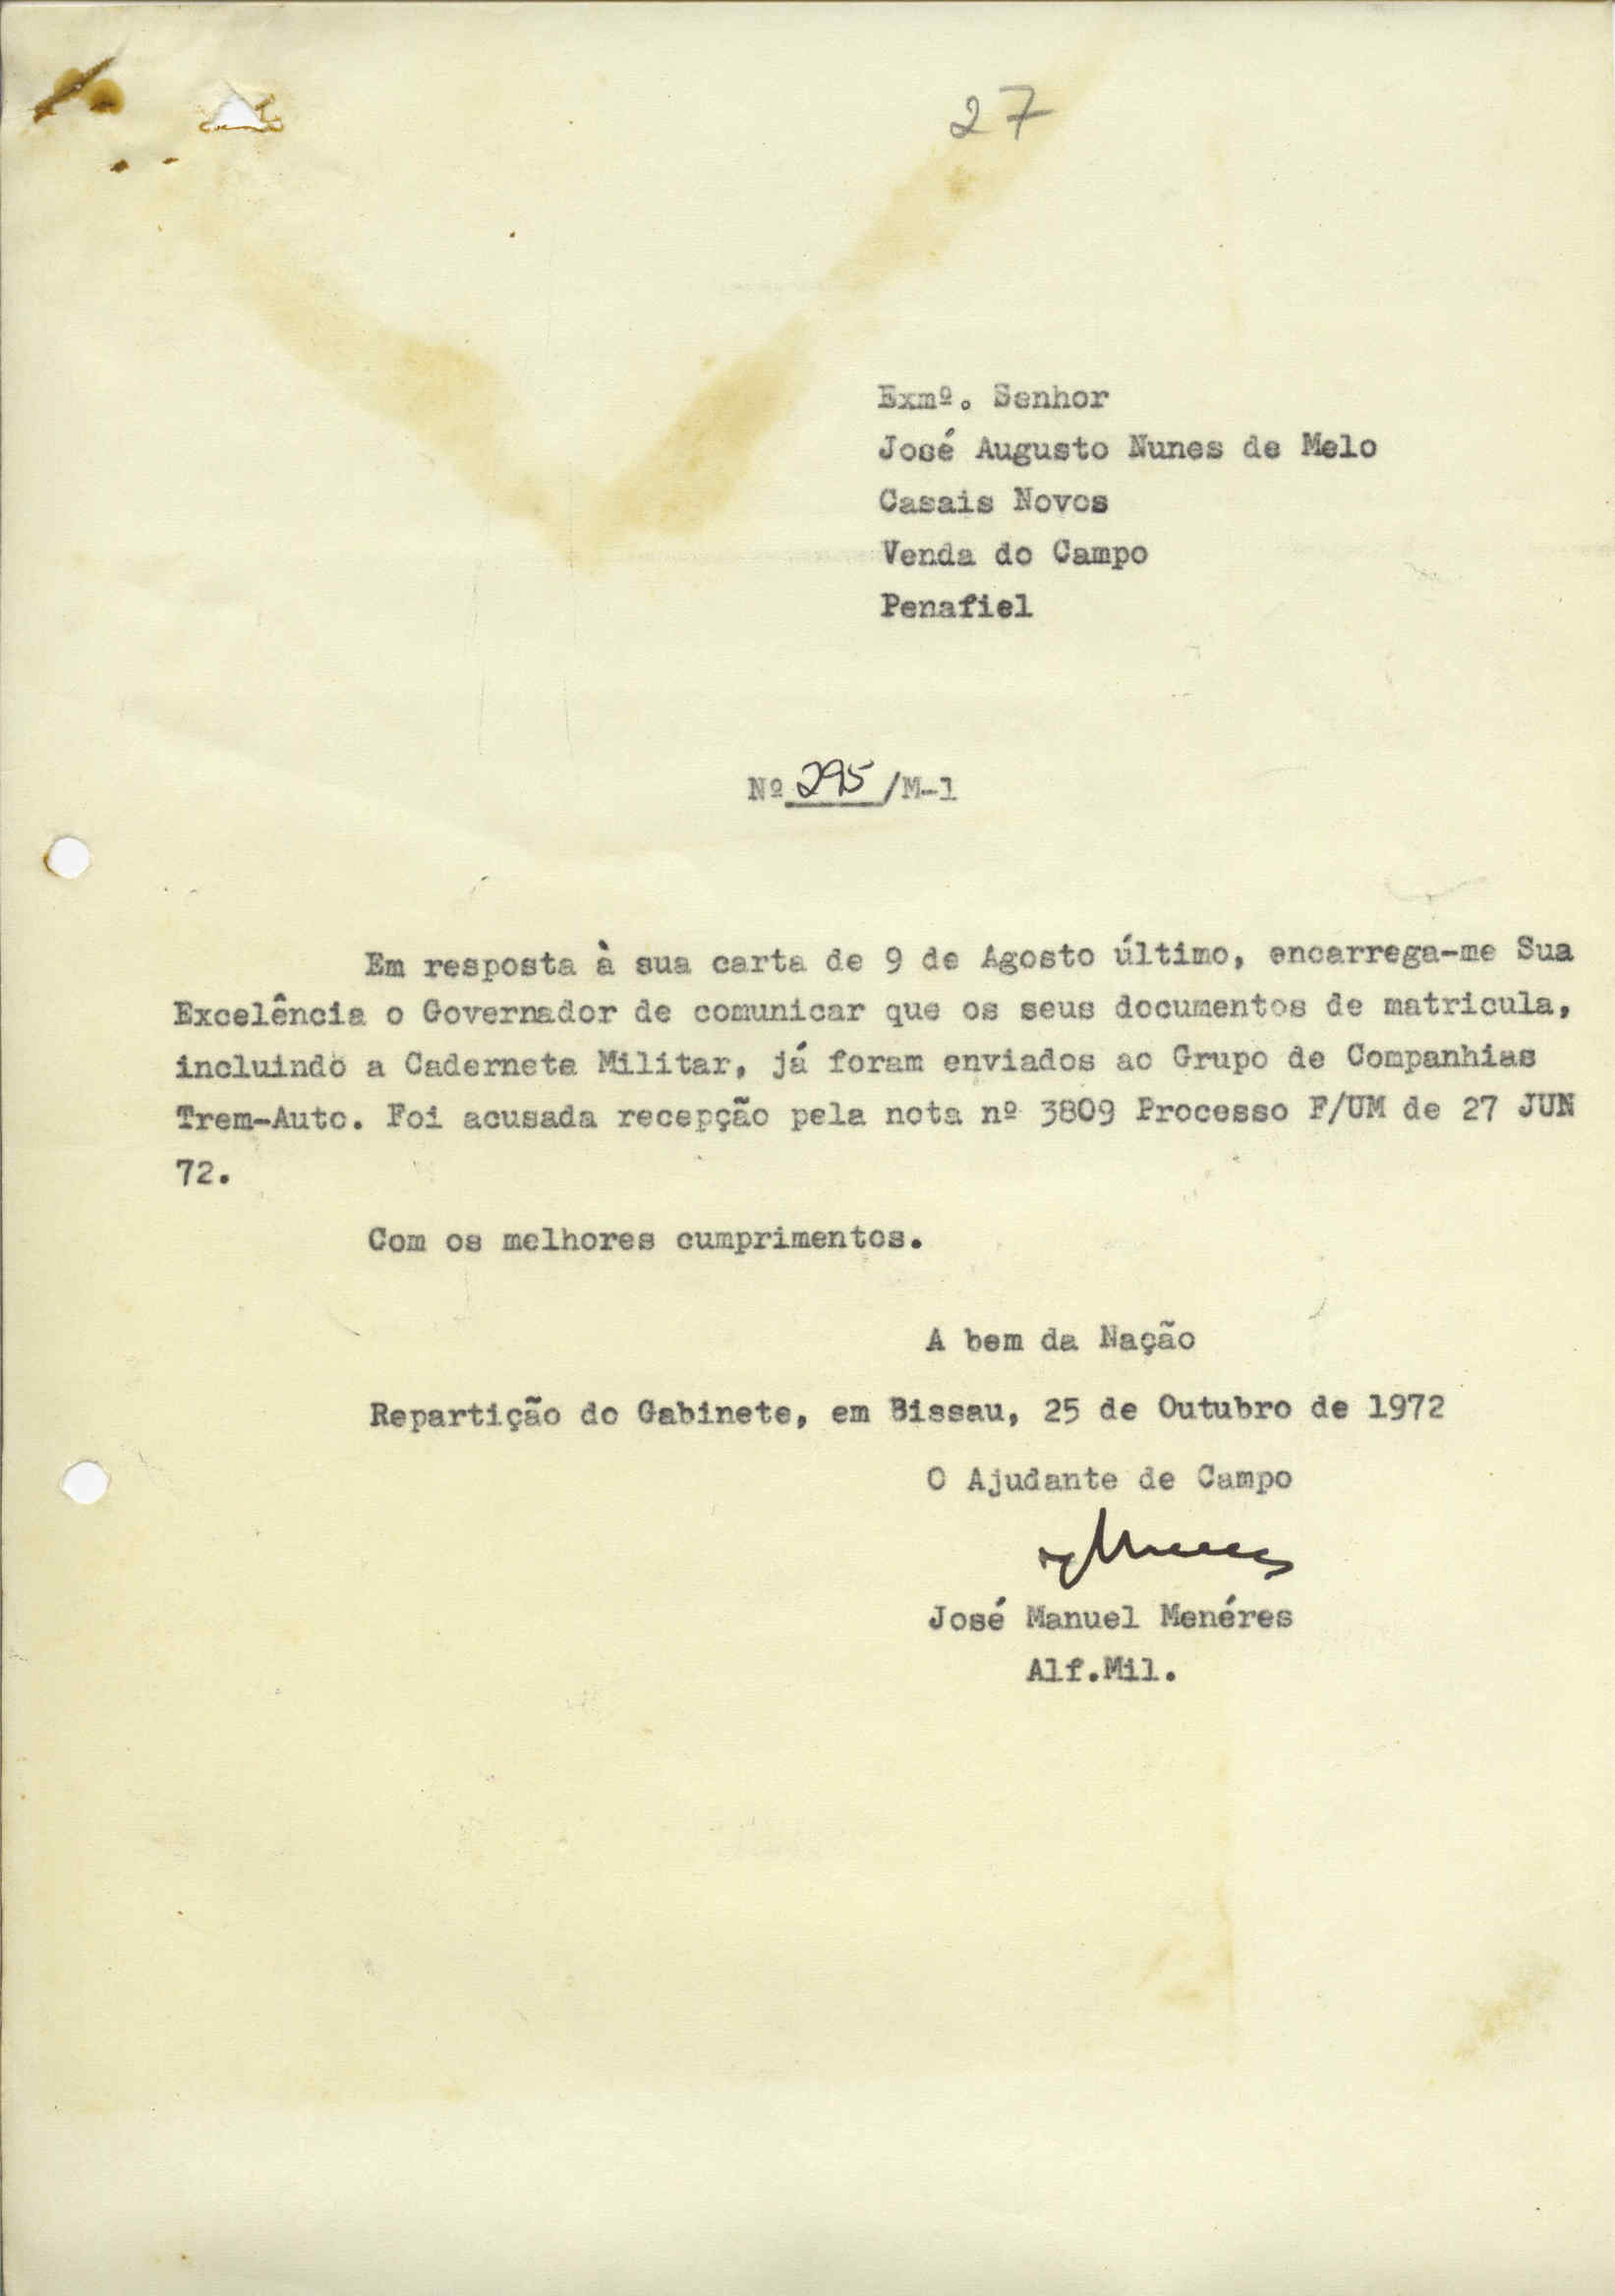 27
Exmº. Senhor
José Augusto Nunes de Melo
Casais Novos
Venda do Campo
Penafiel
Nº 295/M-1
Em resposta à sua carta de 9 de Agosto último, encarrega-me Sua
Excelência o Governador de comunicar que os seus documentos de matricula,
incluindo a Caderneta Militar, já foram enviados ao Grupo de Companhias
Trem-Auto. Foi acusada recepção pela nota nº 3809 Processo F/UM de 27 JUN
72.
Com os melhores cumprimentos.
A bem da Nação
Repartição do Gabinete, em Bissau, 25 de Outubro de 1972
O Ajudante de Campo
José Manuel Menéres
Alf.Mil.